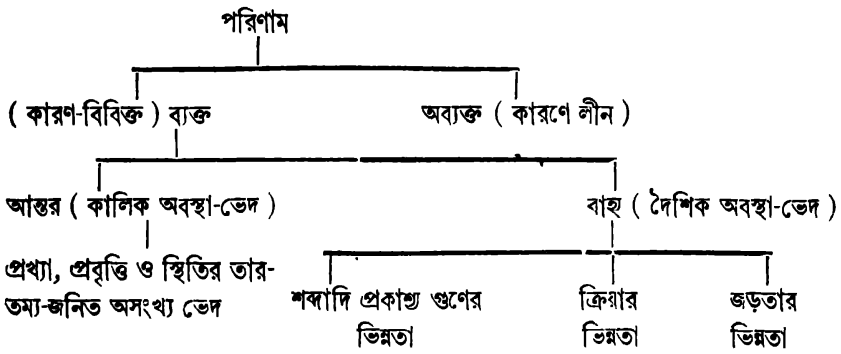 পরিণাম
( কারণ-বিবিক্ত ) ব্যক্ত
অব্যক্ত ( কারণে লীন )
আন্তর ( কালিক অবস্থা-ভেদ )
বাহ্য ( দৈশিক অবস্থা-ভেদ )
প্রখ্যা, প্রবৃত্তি ও স্থিতির তার-
তম্য-জনিত অসংখ্য ভেদ
শব্দাদি প্রকাশ্য গুণের
ভিন্নতা
ক্রিয়ার
ভিন্নতা
জড়তার
ভিন্নতা